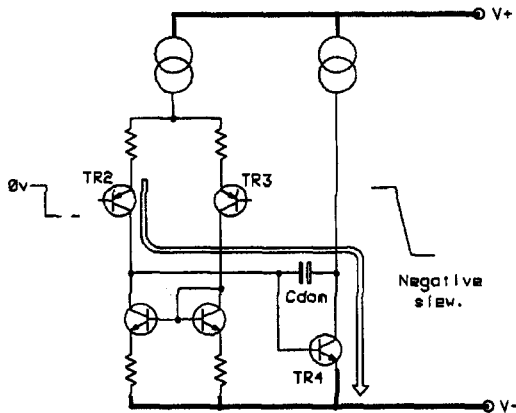 V+
TR2
TR3
0v
Cdom
Negative
slew.
TR4
V-